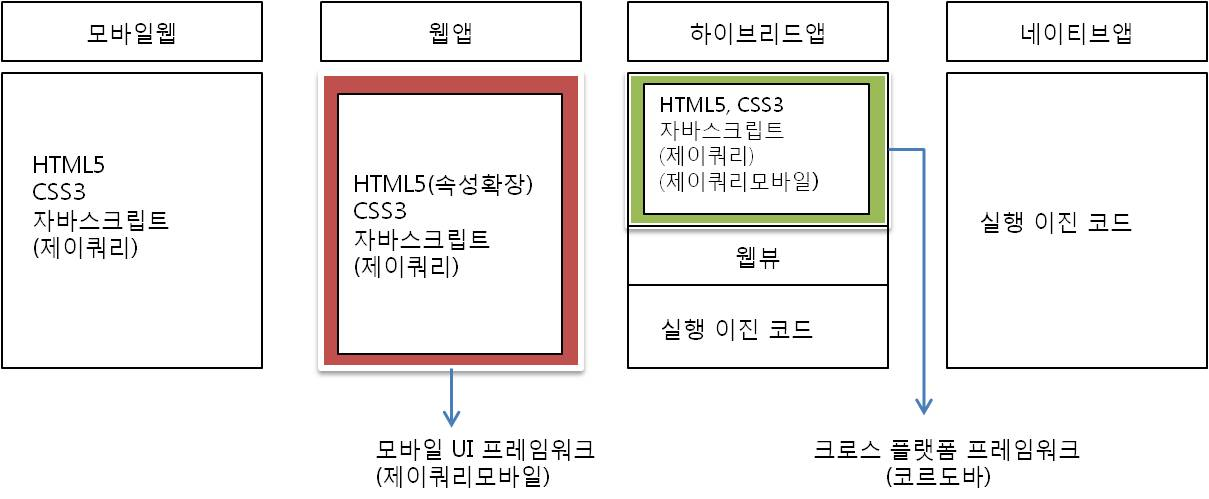 모바일웹
웹앱
하이브리드앱
네이티브앱
HTML5
CSS3
자바스크립트
(제이쿼리)
HTML5(속성확장)
CSS3
자바스크립트
(제이쿼리)
HTML5, CSS3
자바스크립트
(제이쿼리)
(제이쿼리모바일)
웹뷰
실행 이진 코드
실행 이진 코드
모바일 UI 프레임워크
(제이쿼리모바일)
크로스 플랫폼 프레임워크
(코르도바)